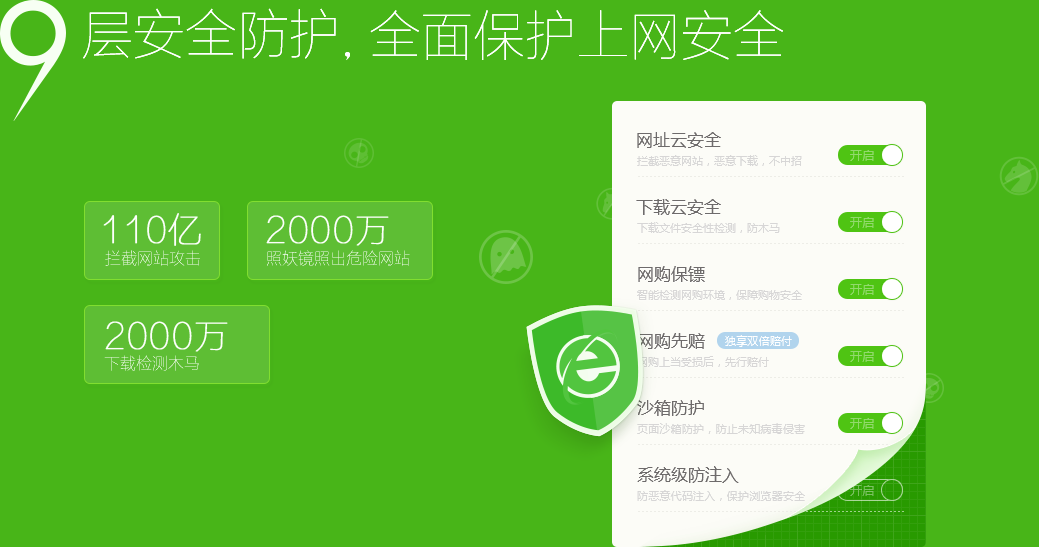 9层安全防护,全面保护上网安全
110亿
拦截网站攻击
2000万
照妖镜照出危险网站
2000万
下载检测木马
网址云安全
拦截恶意网站，恶意下载，不中招
开启
下载云安全
下载文件安全性检测，防木马
开启
网购保镖
智能检测网购环境，保障购物安全
开启
网购先赔 独享双倍赔付
网购上当受损后，先行赔付
开启
沙箱防护
页面沙箱防护，防止未知病毒侵害
开启
系统级防注入
防恶意代码注入，保护浏览器安全
开启